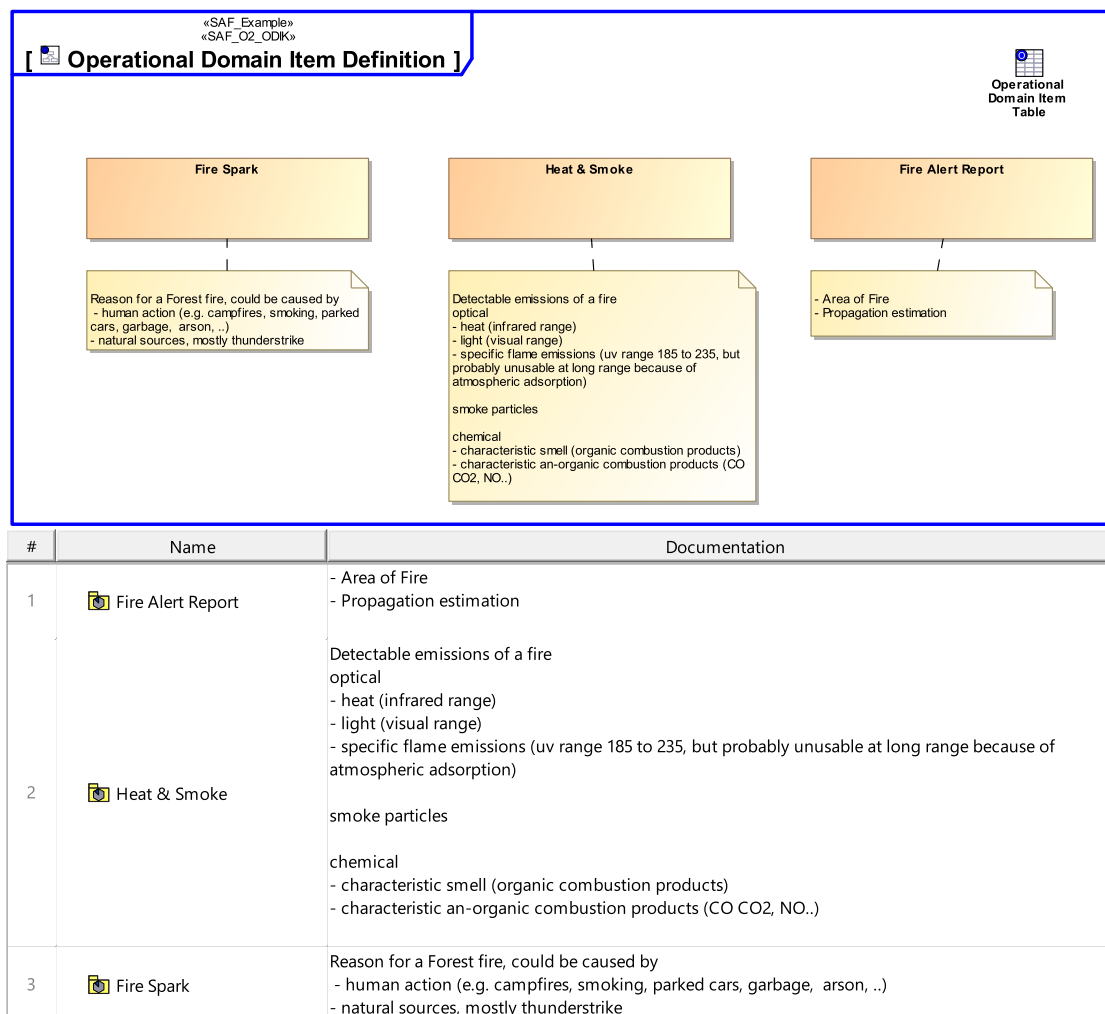 «SAF_Example»
«SAF_O2_ODIK»
[ Operational Domain Item Definition ]
Operational
Domain Item
Table
Fire Spark
Heat & Smoke
Fire Alert Report
Reason for a Forest fire, could be caused by
- human action (e.g. campfires, smoking, parked
cars, garbage, arson, ..)
- natural sources, mostly thunderstrike
Detectable emissions of a fire
optical
- heat (infrared range)
- light (visual range)
- specific flame emissions (uv range 185 to 235, but
probably unusable at long range because of
atmospheric adsorption)
smoke particles
chemical
- characteristic smell (organic combustion products)
- characteristic an-organic combustion products (CO
CO2, NO..)
- Area of Fire
- Propagation estimation
# Name Documentation
1 Fire Alert Report
- Area of Fire
- Propagation estimation
2 Heat & Smoke
Detectable emissions of a fire
optical
- heat (infrared range)
- light (visual range)
- specific flame emissions (uv range 185 to 235, but probably unusable at long range because of
atmospheric adsorption)
smoke particles
chemical
- characteristic smell (organic combustion products)
- characteristic an-organic combustion products (CO CO2, NO..)
3 Fire Spark
Reason for a Forest fire, could be caused by
- human action (e.g. campfires, smoking, parked cars, garbage, arson, ..)
- natural sources, mostly thunderstrike